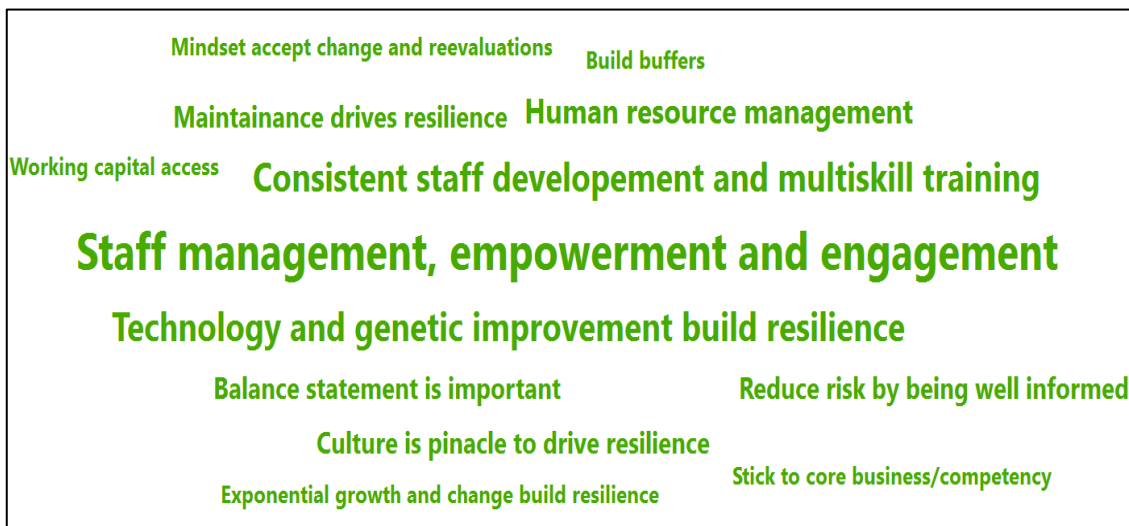 Mindset accept change and reevaluations
Build buffers
Maintainance drives resilience
Human resource management
Working capital access
Consistent staff developement and multiskill training
Staff management, empowerment and engagement
Technology and genetic improvement build resilience
Balance statement is important
Reduce risk by being well informed
Culture is pinacle to drive resilience
Stick to core business/competency
Exponential growth and change build resilience